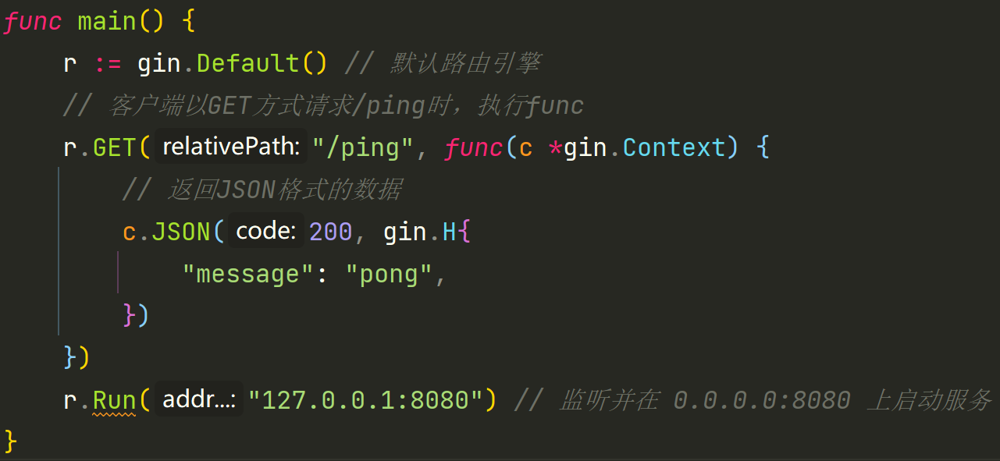 func main() {
    r := gin.Default() // 默认路由引擎
    // 客户端以GET方式请求/ping时，执行func
    r.GET( relativePath: "/ping", func(c *gin.Context) {
        // 返回JSON格式的数据
        c.JSON( code: 200, gin.H{
            "message": "pong",
        })
    })
    r.Run( addr...: "127.0.0.1:8080") // 监听并在 0.0.0.0:8080 上启动服务
}